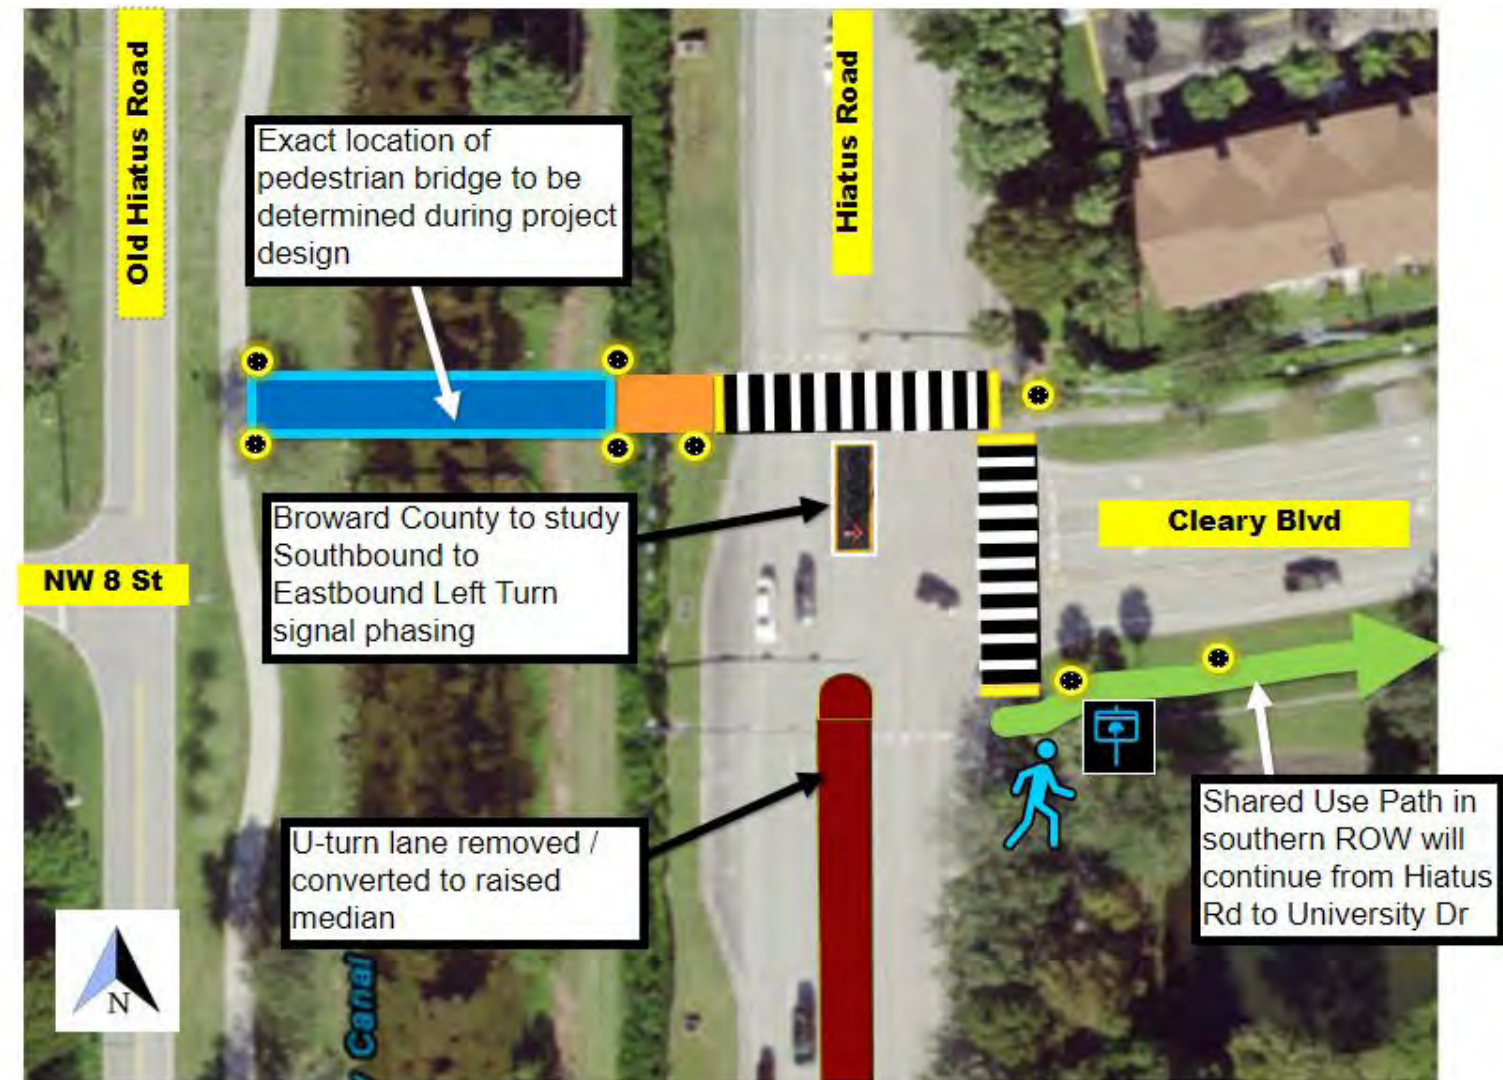 Old Hiatus Road
Hiatus Road
Exact location of
pedestrian bridge to be
determined during project
design
Broward County to study
Southbound to
Eastbound Left Turn
signal phasing
Cleary Blvd
NW 8 St
U-turn lane removed /
converted to raised
median
Shared Use Path in
southern ROW will
continue from Hiatus
Rd to University Dr
N
Canal